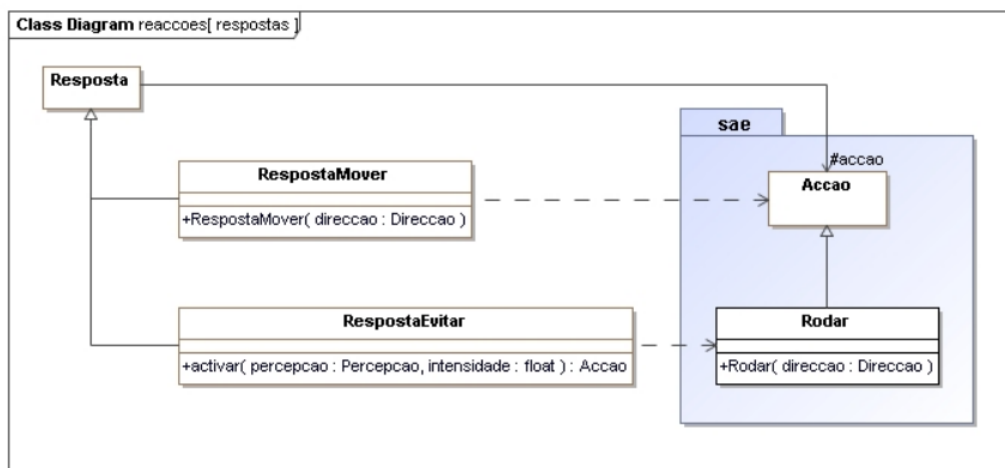 Class Diagram reaccoes[ respostas ]
Resposta
sae
#accao
Accao
RespostaMover
+RespostaMover( direccao : Direccao )
RespostaEvitar
+activar( percepcao : Percepcao, intensidade : float ) : Accao
Rodar
+Rodar( direccao : Direccao )